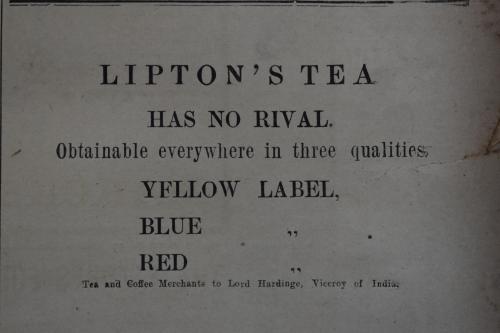 LIPTON'S TEA
HAS NO RIVAL.
Obtainable everywhere in three qualities,
YELLOW LABEL,
BLUE „
RED „
Tea and Coffee Merchants to Lord Hardinge, Viceroy of India.